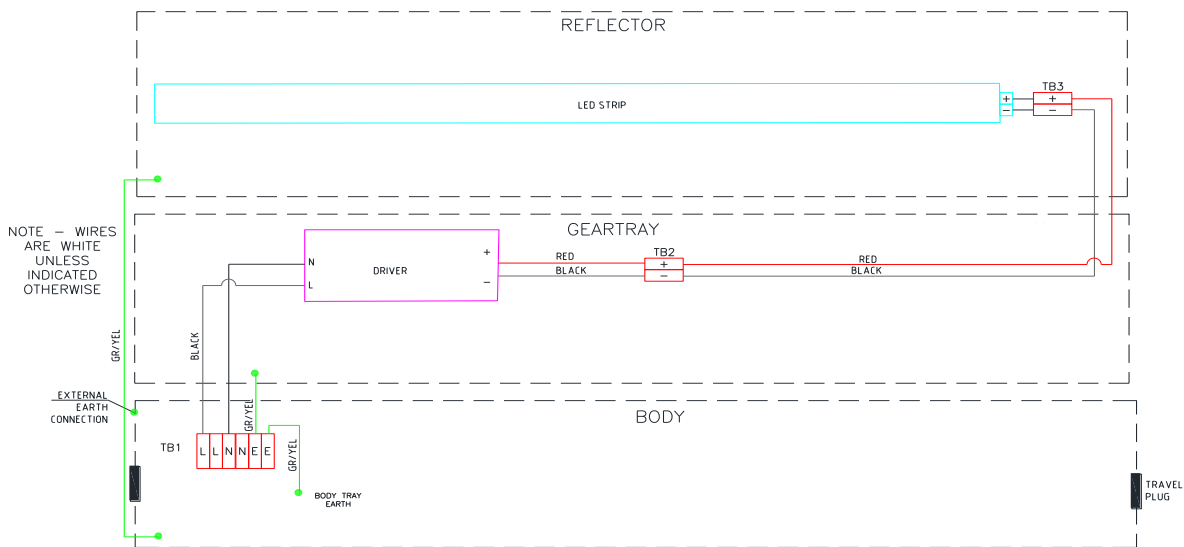 REFLECTOR
LED STRIP
+
−
TB3
+
−
NOTE − WIRES
ARE WHITE
UNLESS
INDICATED
OTHERWISE
GEARTRAY
N
L
DRIVER
+
−
RED
BLACK
TB2
+
−
RED
BLACK
GR/YEL
BLACK
EXTERNAL
EARTH
CONNECTION
BODY
TB1
L L N N E E
GR/YEL
GR/YEL
BODY TRAY
EARTH
TRAVEL
PLUG